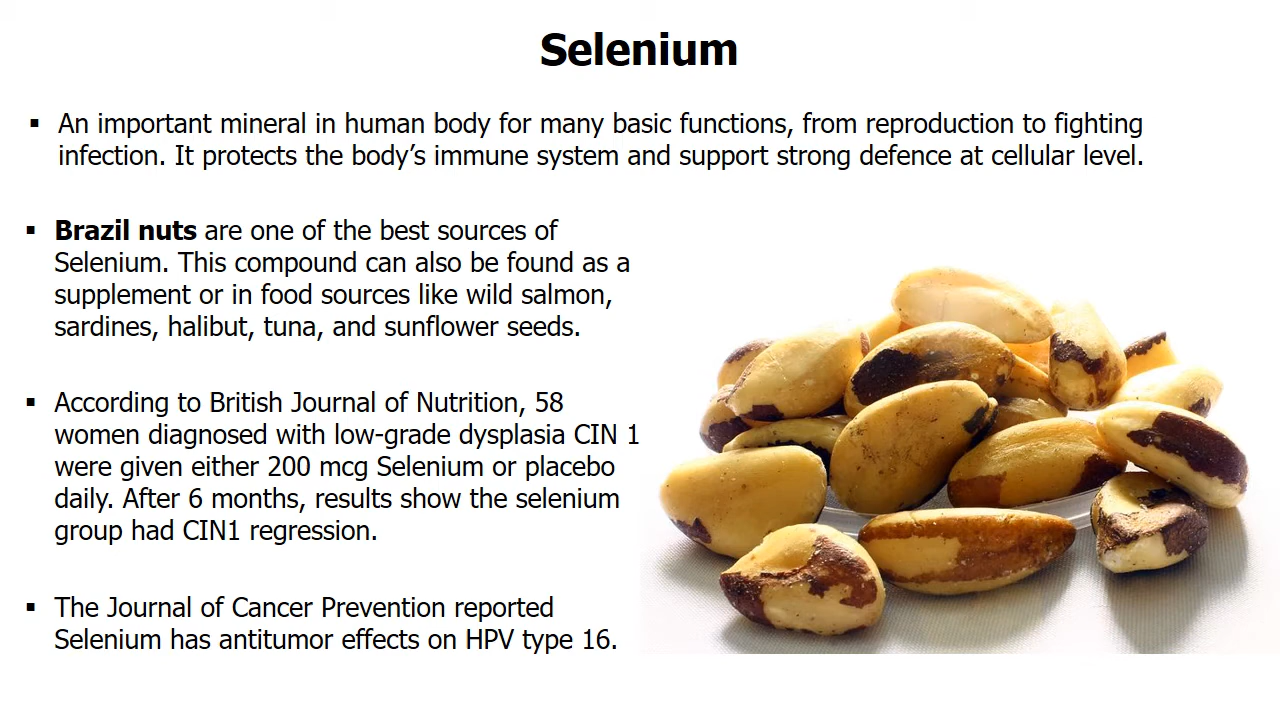 Selenium
▪ An important mineral in human body for many basic functions, from reproduction to fighting
infection. It protects the body’s immune system and support strong defence at cellular level.
▪ Brazil nuts are one of the best sources of
Selenium. This compound can also be found as a
supplement or in food sources like wild salmon,
sardines, halibut, tuna, and sunflower seeds.
▪ According to British Journal of Nutrition, 58
women diagnosed with low-grade dysplasia CIN 1
were given either 200 mcg Selenium or placebo
daily. After 6 months, results show the selenium
group had CIN1 regression.
▪ The Journal of Cancer Prevention reported
Selenium has antitumor effects on HPV type 16.